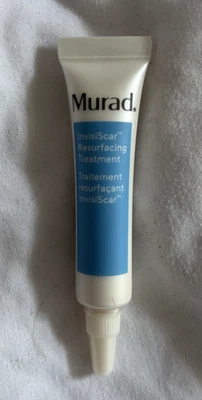 Murad.
InvisiScar™
Resurfacing
Treatment
Traitement
resurfaçant
InvisiScar™